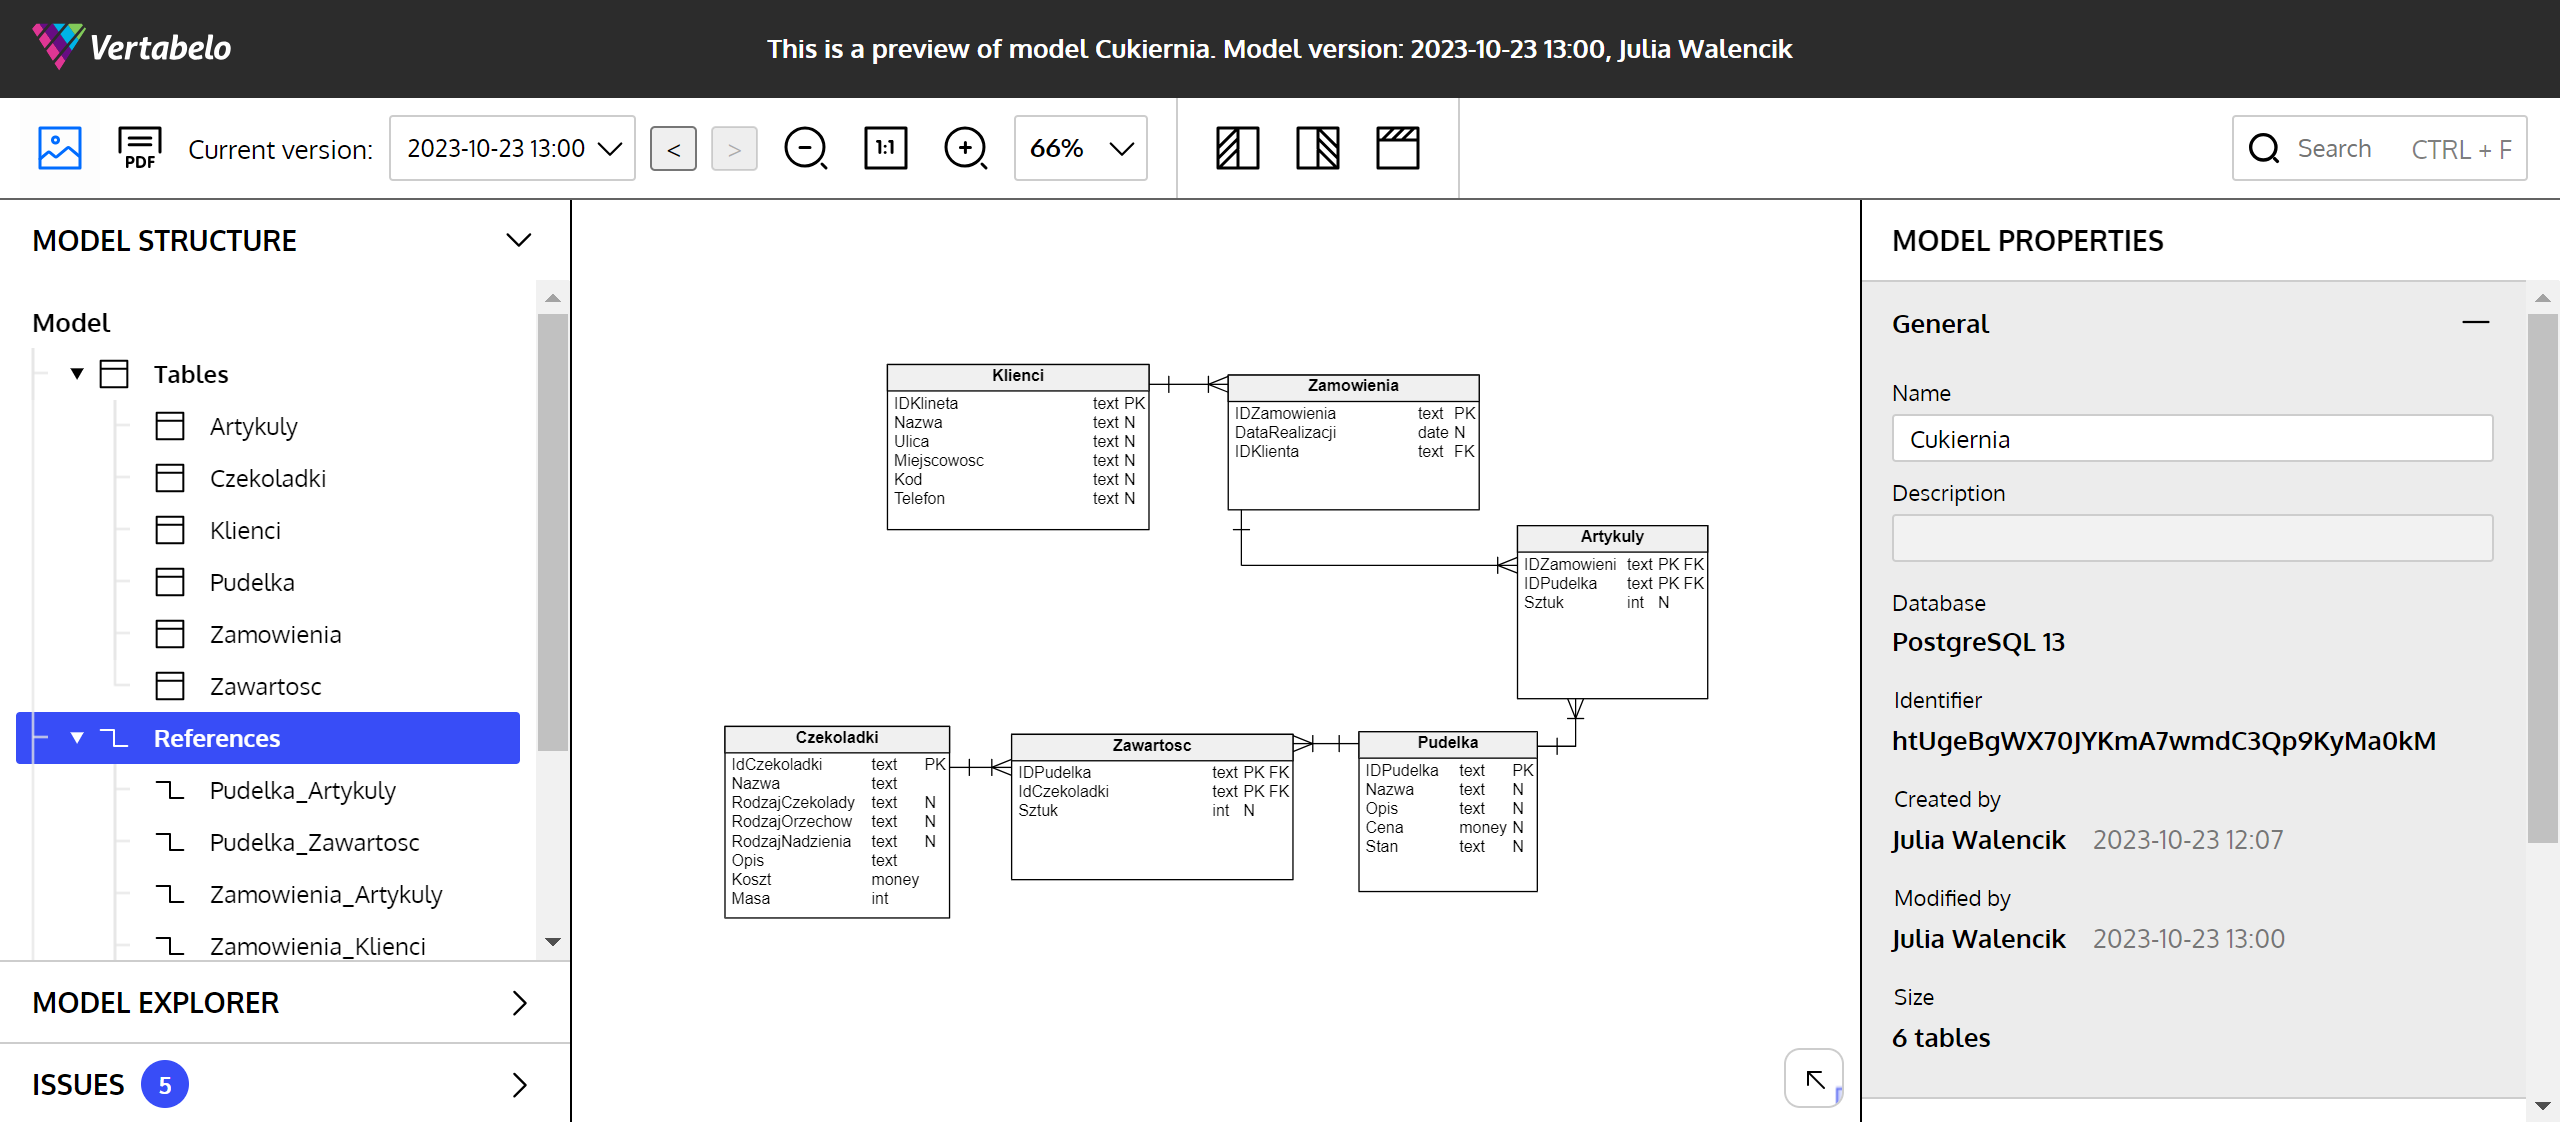 Vertabelo
This is a preview of model Cukiernia. Model version: 2023-10-23 13:00, Julia Walencik
PDF
Current version:
2023-10-23 13:00
<
>
1:1
66%
Search
CTRL + F
MODEL STRUCTURE
Model
Tables
Artykuly
Czekoladki
Klienci
Pudelka
Zamowienia
Zawartosc
References
Pudelka_Artykuly
Pudelka_Zawartosc
Zamowienia_Artykuly
Zamowienia_Klienci
MODEL EXPLORER
ISSUES 5
Klienci
IDKlineta text PK
Nazwa text N
Ulica text N
Miejscowosc text N
Kod text N
Telefon text N
Zamowienia
IDZamowienia text PK
DataRealizacji date N
IDKlienta text FK
Artykuly
IDZamowieni text PK FK
IDPudelka text PK FK
Sztuk int N
Czekoladki
IdCzekoladki text PK
Nazwa text
RodzajCzekolady text N
RodzajOrzechow text N
RodzajNadzienia text N
Opis text
Koszt money
Masa int
Zawartosc
IDPudelka text PK FK
IdCzekoladki text PK FK
Sztuk int N
Pudelka
IDPudelka text PK
Nazwa text N
Opis text N
Cena money N
Stan text N
MODEL PROPERTIES
General
Name
Cukiernia
Description
Database
PostgreSQL 13
Identifier
htUgeBgWX70JYKmA7wmdC3Qp9KyMa0kM
Created by
Julia Walencik 2023-10-23 12:07
Modified by
Julia Walencik 2023-10-23 13:00
Size
6 tables